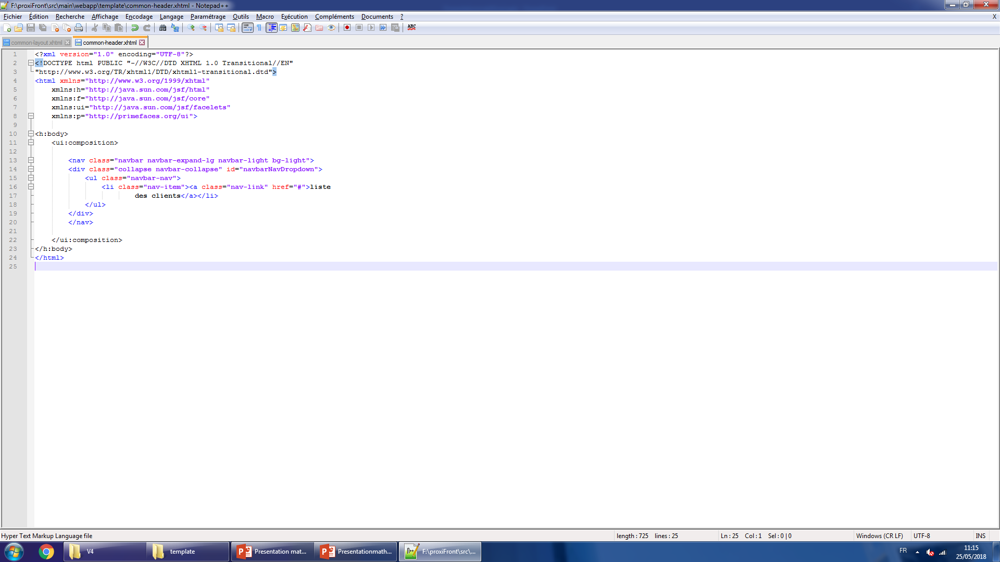 F:\proxiFront\src\main\webapp\template\common-header.xhtml - Notepad++
Fichier Édition Recherche Affichage Encodage Langage Paramétrage Outils Macro Exécution Compléments Documents ? X
ABC
common-layout.xhtml common-header.xhtml
1 <?xml version="1.0" encoding="UTF-8"?>
2 <!DOCTYPE html PUBLIC "-//W3C//DTD XHTML 1.0 Transitional//EN"
3 "http://www.w3.org/TR/xhtml1/DTD/xhtml1-transitional.dtd">
4 <html xmlns="http://www.w3.org/1999/xhtml"
5 xmlns:h="http://java.sun.com/jsf/html"
6 xmlns:f="http://java.sun.com/jsf/core"
7 xmlns:ui="http://java.sun.com/jsf/facelets"
8 xmlns:p="http://primefaces.org/ui">
9
10 <h:body>
11 <ui:composition>
12
13 <nav class="navbar navbar-expand-lg navbar-light bg-light">
14 <div class="collapse navbar-collapse" id="navbarNavDropdown">
15 <ul class="navbar-nav">
16 <li class="nav-item"><a class="nav-link" href="#">liste
17 des clients</a></li>
18 </ul>
19 </div>
20 </nav>
21
22 </ui:composition>
23 </h:body>
24 </html>
25
Hyper Text Markup Language file length : 725 lines : 25 Ln : 25 Col : 1 Sel : 0 | 0 Windows (CR LF) UTF-8 INS
V4 template Presentation mat... Presentationmath... F:\proxiFront\src\... FR 11:15
25/05/2018